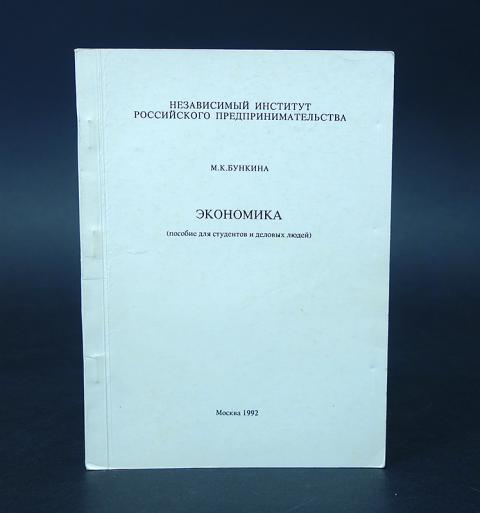 НЕЗАВИСИМЫЙ ИНСТИТУТ
РОССИЙСКОГО ПРЕДПРИНИМАТЕЛЬСТВА
М.К.БУНКИНА
ЭКОНОМИКА
(пособие для студентов и деловых людей)
Москва 1992